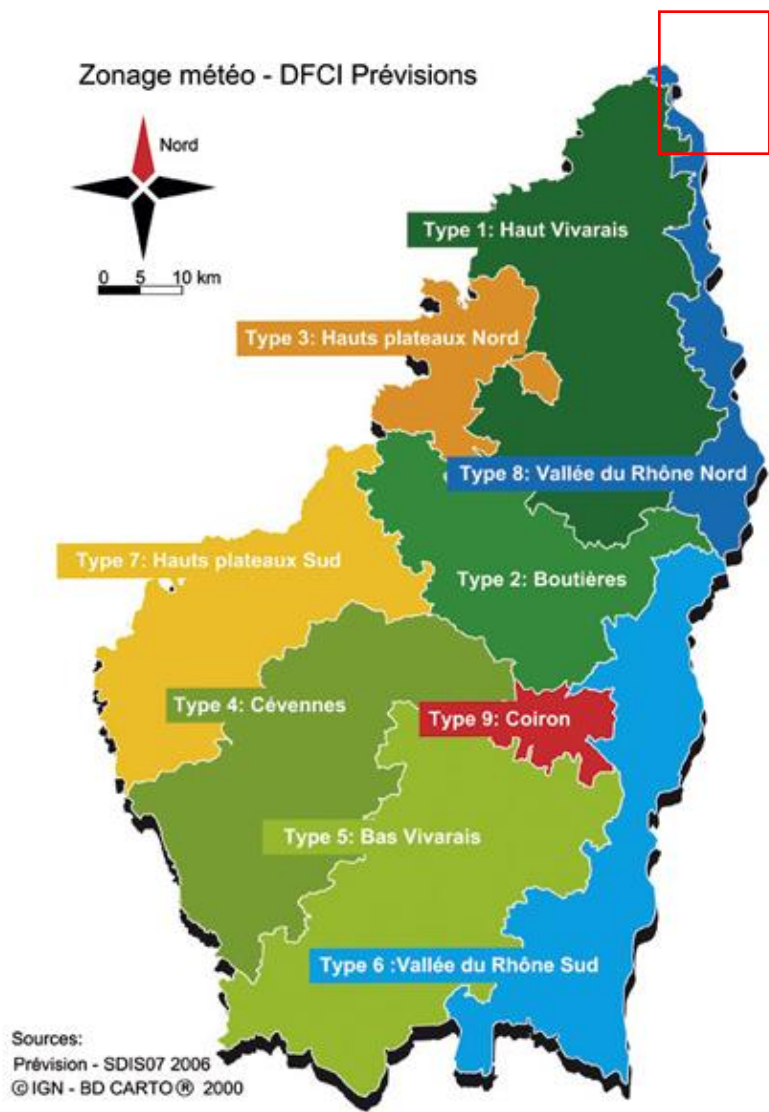 Zonage météo - DFCI Prévisions
Nord
0 5 10 km
Type 1: Haut Vivarais
Type 3: Hauts plateaux Nord
Type 8: Vallée du Rhône Nord
Type 7: Hauts plateaux Sud
Type 2: Boutières
Type 4: Cévennes
Type 9: Coiron
Type 5: Bas Vivarais
Type 6 :Vallée du Rhône Sud
Sources:
Prévision - SDIS07 2006
© IGN - BD CARTO ® 2000